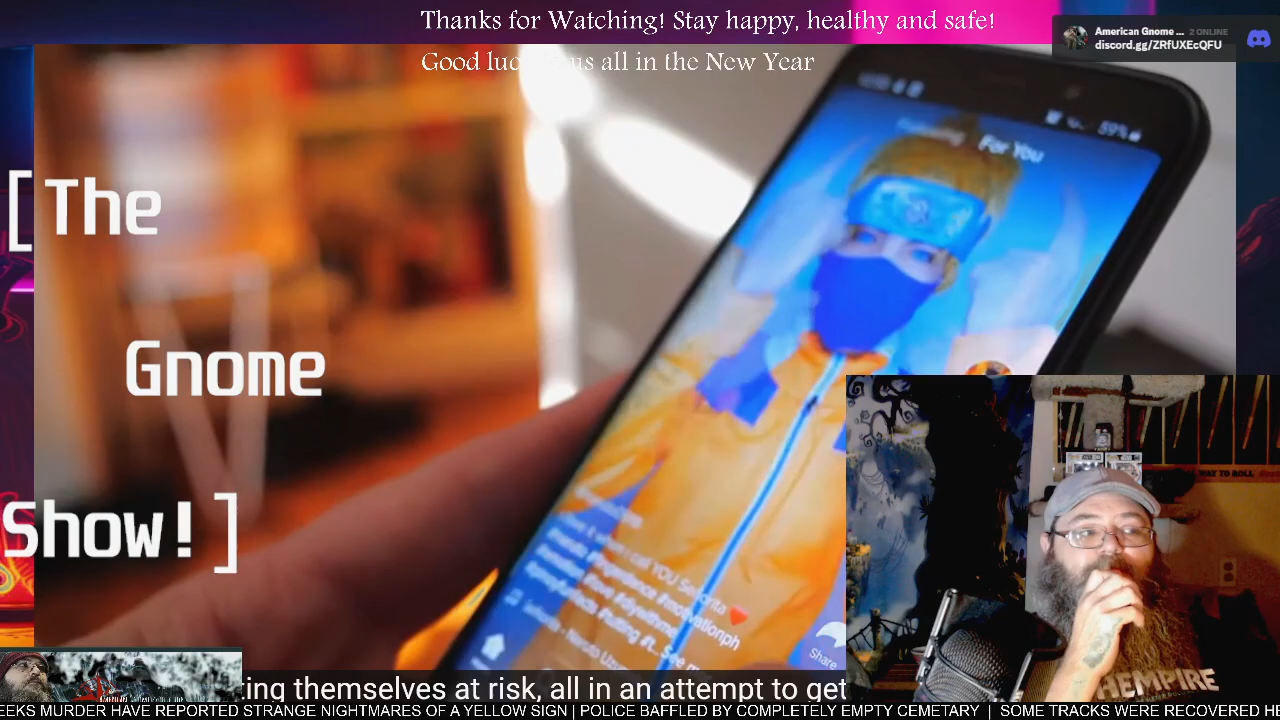 Thanks for Watching! Stay happy, healthy and safe!
American Gnome ... 2 ONLINE
discord.gg/ZRfUXEcQFU
Good luc us all in the New Year
59%
For You
[ The
Gnome
Show! ]
Share
HEMPIRE
ing themselves at risk, all in an attempt to get
EEKS MURDER HAVE REPORTED STRANGE NIGHTMARES OF A YELLOW SIGN | POLICE BAFFLED BY COMPLETELY EMPTY CEMETARY | SOME TRACKS WERE RECOVERED HE